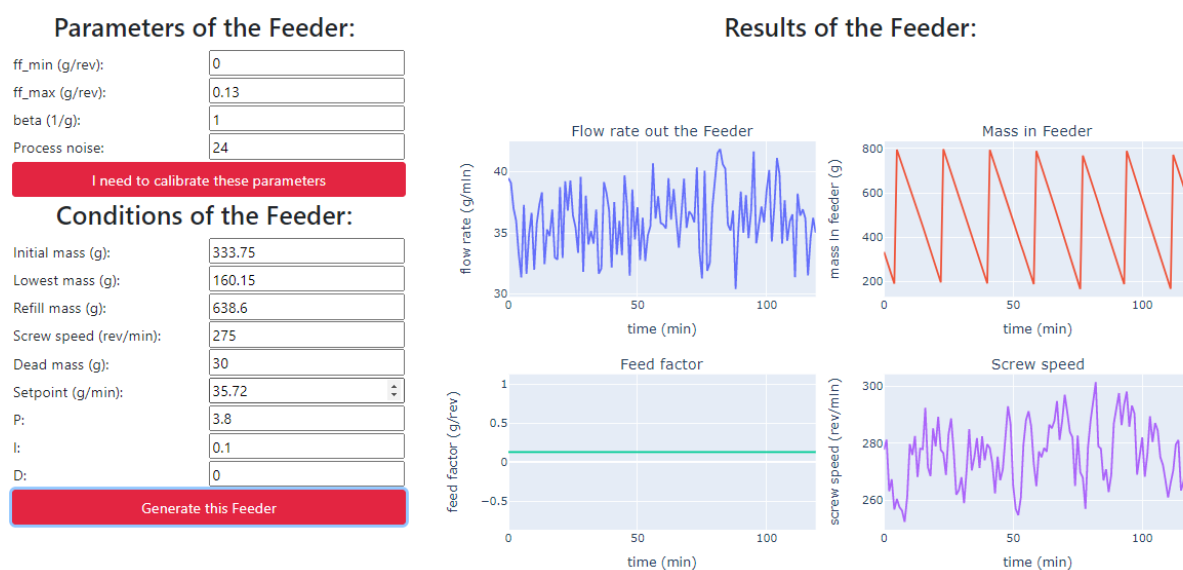 Parameters of the Feeder:
ff_min (g/rev): 0
ff_max (g/rev): 0.13
beta (1/g): 1
Process noise: 24
I need to calibrate these parameters
Conditions of the Feeder:
Initial mass (g): 333.75
Lowest mass (g): 160.15
Refill mass (g): 638.6
Screw speed (rev/min): 275
Dead mass (g): 30
Setpoint (g/min): 35.72
P: 3.8
I: 0.1
D: 0
Generate this Feeder
Results of the Feeder:
Flow rate out the Feeder
flow rate (g/min)
40
35
30
0 50 100
time (min)
Mass in Feeder
mass in feeder (g)
800
600
400
200
0 50 100
time (min)
Feed factor
feed factor (g/rev)
1
0.5
0
−0.5
0 50 100
time (min)
Screw speed
screw speed (rev/min)
300
280
260
0 50 100
time (min)